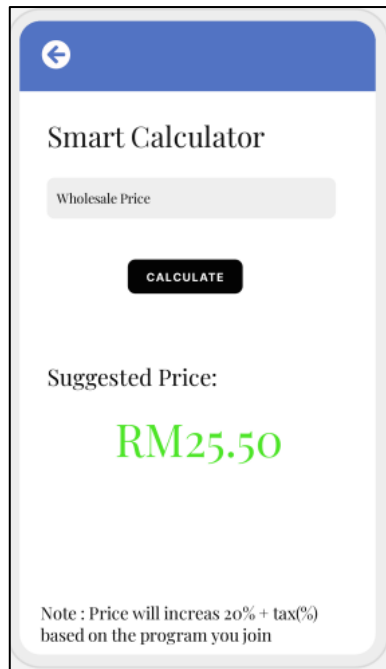 Smart Calculator
Wholesale Price
CALCULATE
Suggested Price:
RM25.50
Note : Price will increas 20% + tax(%)
based on the program you join